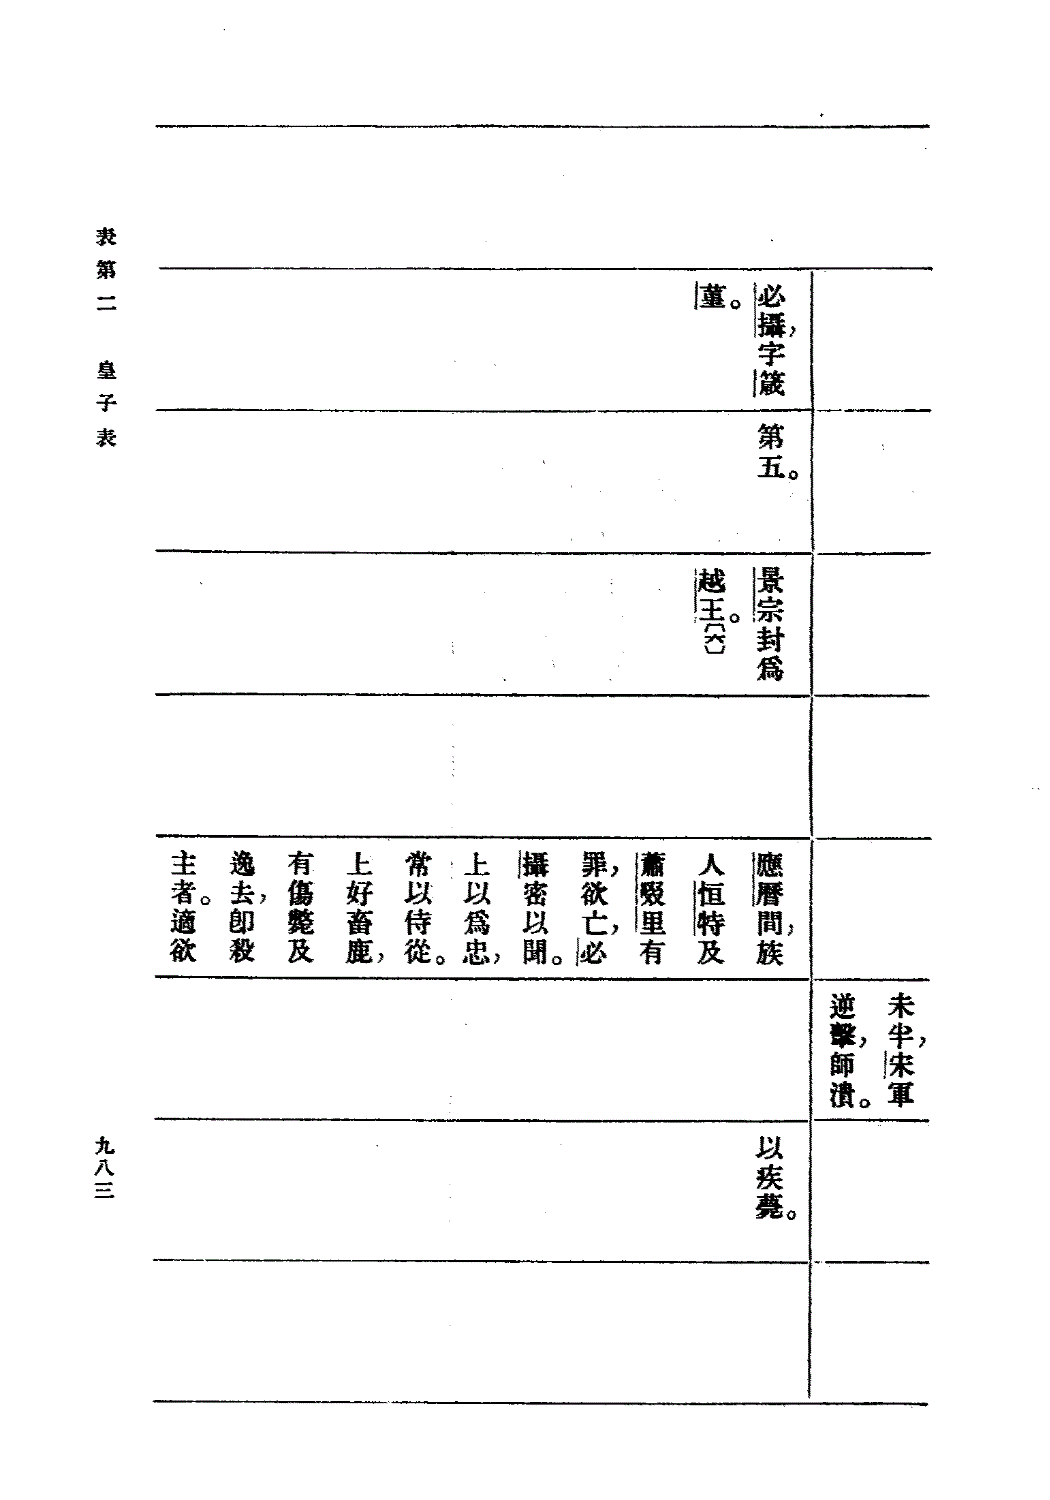 未半，宋軍
逆擊，師潰。
必攝，字箴
菫。
第五。
景宗封爲
越王。〔六〕
應曆間，族
人恒特及
蕭啜里有
罪，欲亡，必
攝密以聞。
上以爲忠，
常以侍從。
上好畜鹿，
有傷斃及
逸去，卽殺
主者。適欲
以疾薨。
表第二　皇子表
九八三